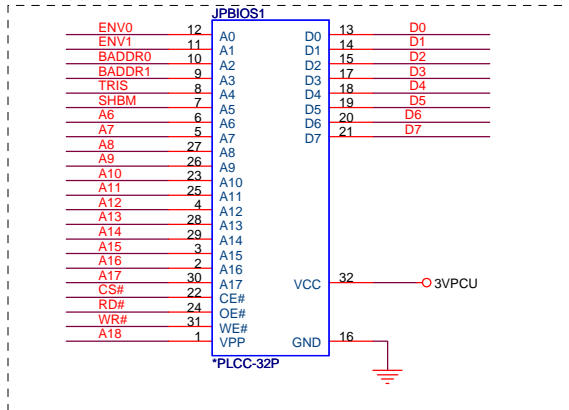 JPBIOS1
ENV0 12 A0 D0 13 D0
ENV1 11 A1 D1 14 D1
BADDR0 10 A2 D2 15 D2
BADDR1 9 A3 D3 17 D3
TRIS 8 A4 D4 18 D4
SHBM 7 A5 D5 19 D5
A6 6 A6 D6 20 D6
A7 5 A7 D7 21 D7
A8 27 A8
A9 26 A9
A10 23 A10
A11 25 A11
A12 4 A12
A13 28 A13
A14 29 A14
A15 3 A15
A16 2 A16
A17 30 A17 VCC 32 3VPCU
CS# 22 CE#
RD# 24 OE#
WR# 31 WE#
A18 1 VPP GND 16
*PLCC-32P